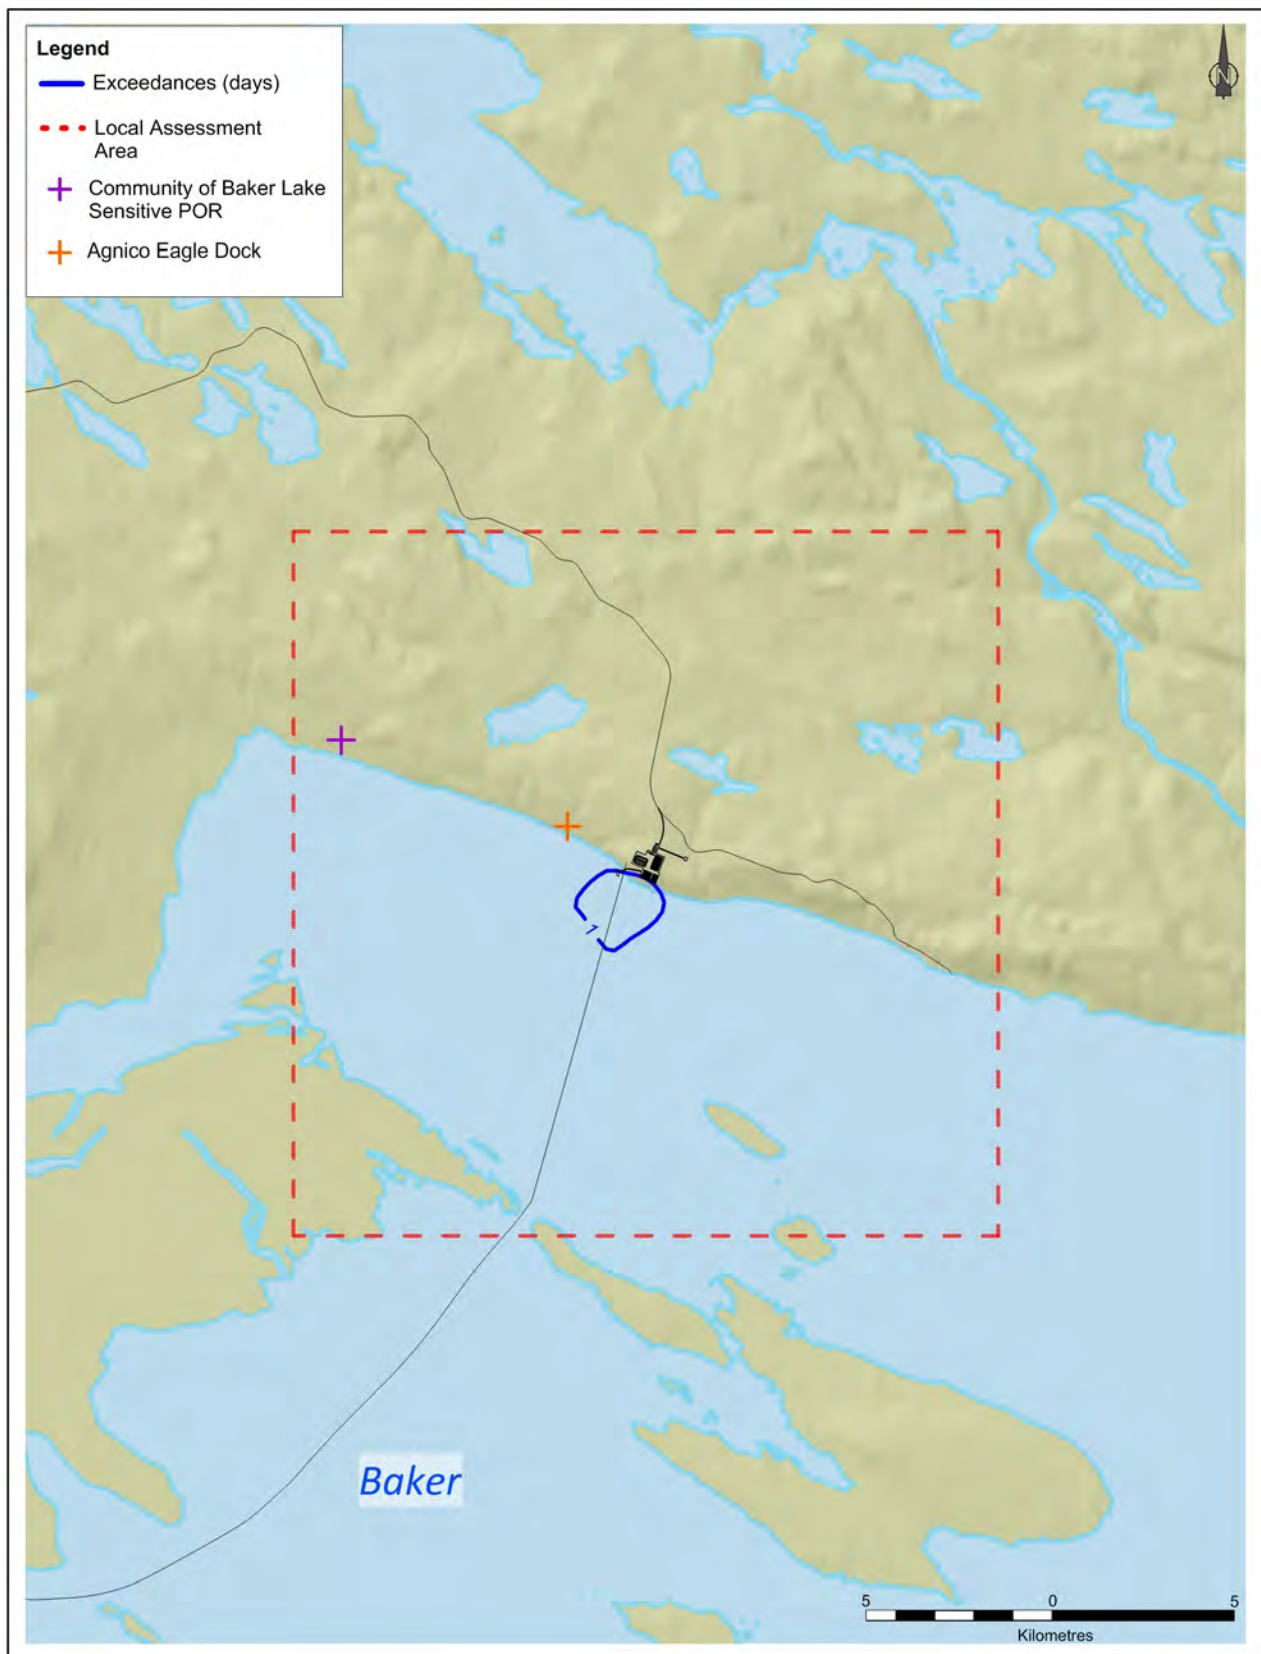 Legend
Exceedances (days)
Local Assessment
Area
Community of Baker Lake
Sensitive POR
Agnico Eagle Dock
N
1
Baker
5 0 5
Kilometres